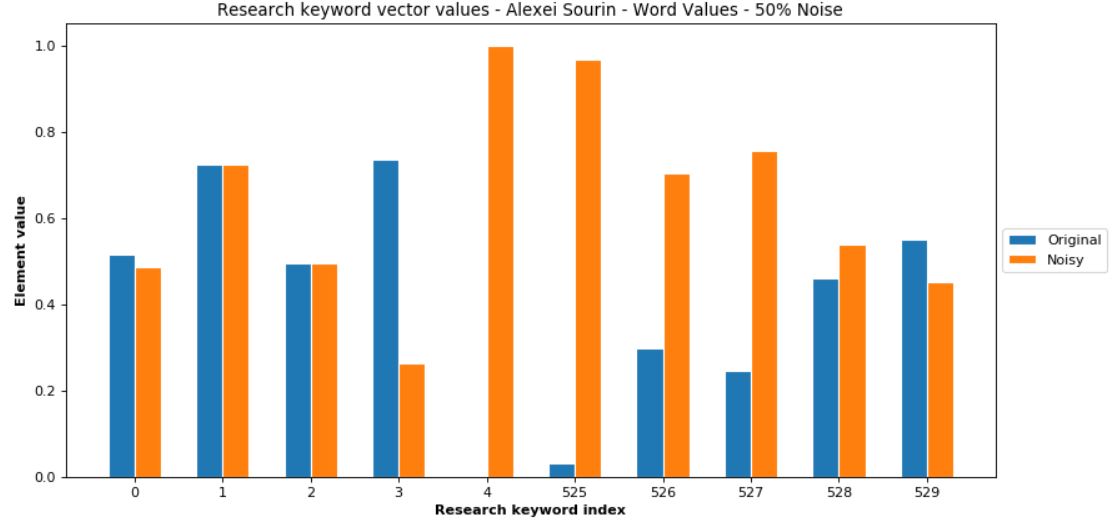 Research keyword vector values - Alexei Sourin - Word Values - 50% Noise
1.0
0.8
0.6
0.4
0.2
0.0
Element value
0 1 2 3 4 525 526 527 528 529
Research keyword index
Original
Noisy